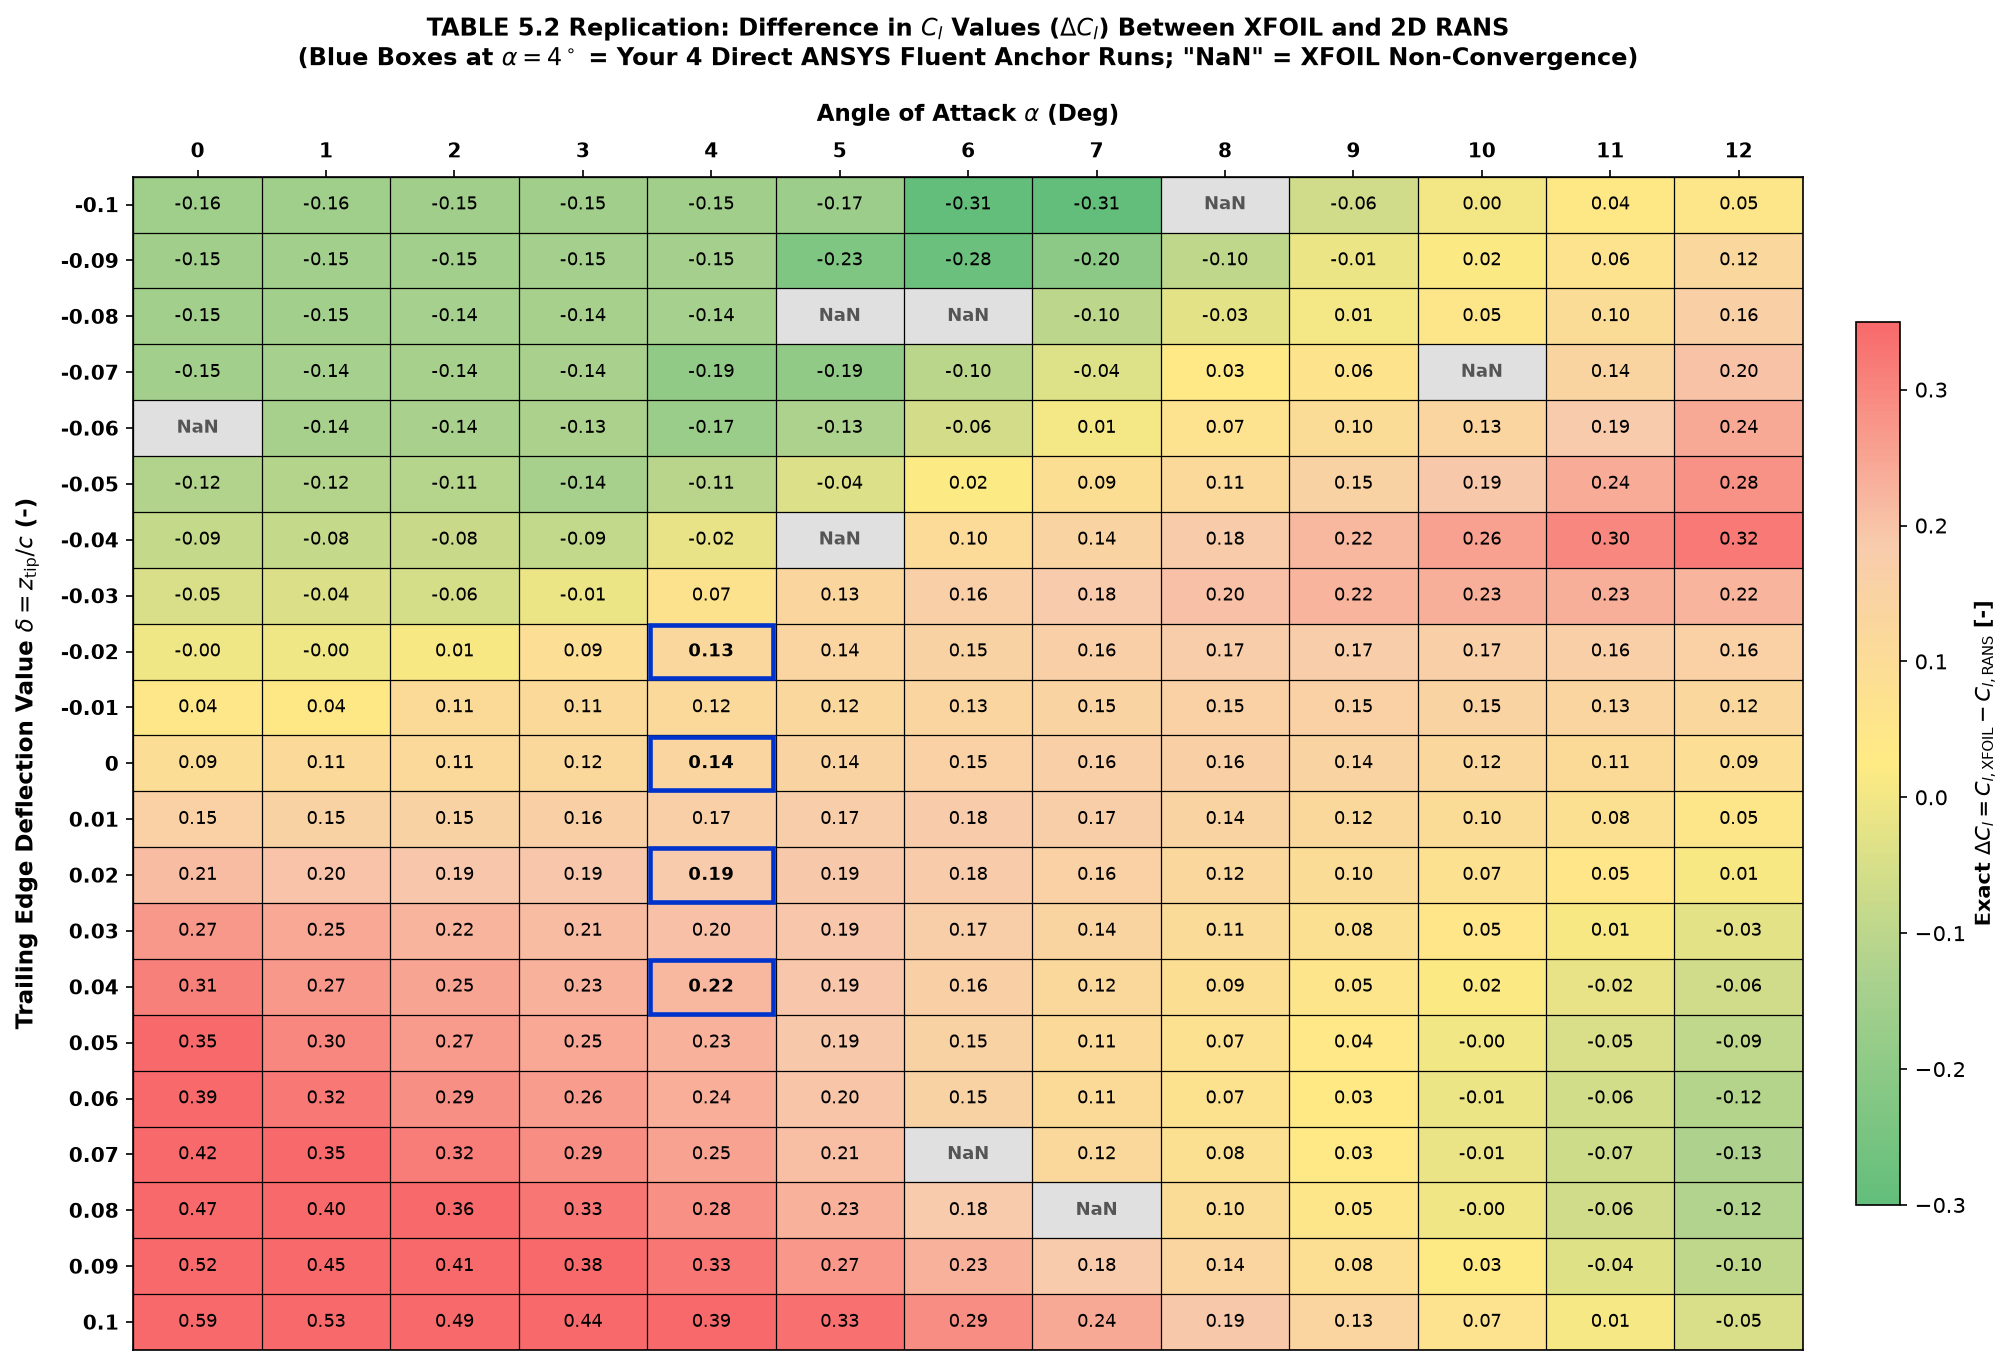 TABLE 5.2 Replication: Difference in C_l Values (ΔC_l) Between XFOIL and 2D RANS
(Blue Boxes at α = 4° = Your 4 Direct ANSYS Fluent Anchor Runs; "NaN" = XFOIL Non-Convergence)
Angle of Attack α (Deg)
0 1 2 3 4 5 6 7 8 9 10 11 12
-0.1 -0.16 -0.16 -0.15 -0.15 -0.15 -0.17 -0.31 -0.31 NaN -0.06 0.00 0.04 0.05
-0.09 -0.15 -0.15 -0.15 -0.15 -0.15 -0.23 -0.28 -0.20 -0.10 -0.01 0.02 0.06 0.12
-0.08 -0.15 -0.15 -0.14 -0.14 -0.14 NaN NaN -0.10 -0.03 0.01 0.05 0.10 0.16
-0.07 -0.15 -0.14 -0.14 -0.14 -0.19 -0.19 -0.10 -0.04 0.03 0.06 NaN 0.14 0.20
-0.06 NaN -0.14 -0.14 -0.13 -0.17 -0.13 -0.06 0.01 0.07 0.10 0.13 0.19 0.24
-0.05 -0.12 -0.12 -0.11 -0.14 -0.11 -0.04 0.02 0.09 0.11 0.15 0.19 0.24 0.28
-0.04 -0.09 -0.08 -0.08 -0.09 -0.02 NaN 0.10 0.14 0.18 0.22 0.26 0.30 0.32
-0.03 -0.05 -0.04 -0.06 -0.01 0.07 0.13 0.16 0.18 0.20 0.22 0.23 0.23 0.22
-0.02 -0.00 -0.00 0.01 0.09 0.13 0.14 0.15 0.16 0.17 0.17 0.17 0.16 0.16
-0.01 0.04 0.04 0.11 0.11 0.12 0.12 0.13 0.15 0.15 0.15 0.15 0.13 0.12
0 0.09 0.11 0.11 0.12 0.14 0.14 0.15 0.16 0.16 0.14 0.12 0.11 0.09
0.01 0.15 0.15 0.15 0.16 0.17 0.17 0.18 0.17 0.14 0.12 0.10 0.08 0.05
0.02 0.21 0.20 0.19 0.19 0.19 0.19 0.18 0.16 0.12 0.10 0.07 0.05 0.01
0.03 0.27 0.25 0.22 0.21 0.20 0.19 0.17 0.14 0.11 0.08 0.05 0.01 -0.03
0.04 0.31 0.27 0.25 0.23 0.22 0.19 0.16 0.12 0.09 0.05 0.02 -0.02 -0.06
0.05 0.35 0.30 0.27 0.25 0.23 0.19 0.15 0.11 0.07 0.04 -0.00 -0.05 -0.09
0.06 0.39 0.32 0.29 0.26 0.24 0.20 0.15 0.11 0.07 0.03 -0.01 -0.06 -0.12
0.07 0.42 0.35 0.32 0.29 0.25 0.21 NaN 0.12 0.08 0.03 -0.01 -0.07 -0.13
0.08 0.47 0.40 0.36 0.33 0.28 0.23 0.18 NaN 0.10 0.05 -0.00 -0.06 -0.12
0.09 0.52 0.45 0.41 0.38 0.33 0.27 0.23 0.18 0.14 0.08 0.03 -0.04 -0.10
0.1 0.59 0.53 0.49 0.44 0.39 0.33 0.29 0.24 0.19 0.13 0.07 0.01 -0.05
Trailing Edge Deflection Value δ = z_tip/c (-)
0.3
0.2
0.1
0.0
−0.1
−0.2
−0.3
Exact ΔC_l = C_l,XFOIL − C_l,RANS [-]